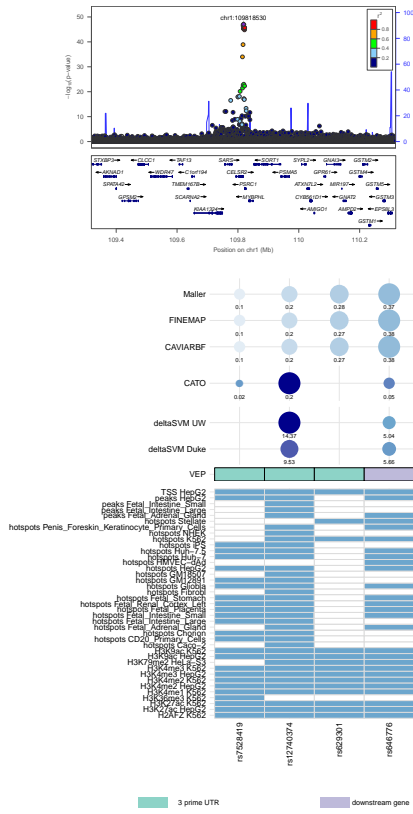 chr1:109818530
r²
0.8
0.6
0.4
0.2
50
40
30
20
10
0
100
80
60
40
20
0
−log10(p−value)
STXBP3 CLCC1 TAF13 SARS SORT1 SYPL2 GNAI3 GSTM2
AKNAD1 WDR47 C1orf194 CELSR2 PSMA5 GPR61 GSTM4
SPATA42 TMEM167B PSRC1 ATXN7L2 MIR197 GSTM5
GPSM2 SCARNA2 MYBPHL CYB561D1 GNAT2 GSTM3
KIAA1324 AMIGO1 AMPD2 EPS8L3
GSTM1
109.4 109.6 109.8 110 110.2
Position on chr1 (Mb)
Maller
0.1 0.2 0.28 0.37
FINEMAP
0.1 0.2 0.27 0.38
CAVIARBF
0.1 0.2 0.27 0.38
CATO
0.02 0.2 0.05
deltaSVM UW
14.37 5.04
deltaSVM Duke
9.53 5.66
VEP
TSS HepG2
peaks HepG2
peaks Fetal_Intestine_Small
peaks Fetal_Intestine_Large
peaks Fetal_Adrenal_Gland
hotspots Stellate
hotspots Penis_Foreskin_Keratinocyte_Primary_Cells
hotspots NHEK
hotspots K562
hotspots iPS
hotspots Huh−7.5
hotspots Huh−7
hotspots HMVEC−dAd
hotspots HepG2
hotspots GM18507
hotspots GM12891
hotspots Gliobla
hotspots Fibrobl
hotspots Fetal_Stomach
hotspots Fetal_Renal_Cortex_Left
hotspots Fetal_Placenta
hotspots Fetal_Intestine_Small
hotspots Fetal_Intestine_Large
hotspots Fetal_Adrenal_Gland
hotspots Chorion
hotspots CD20_Primary_Cells
hotspots Caco−2
H3K9ac K562
H3K9ac HepG2
H3K79me2 HeLa−S3
H3K4me3 K562
H3K4me3 HepG2
H3K4me2 K562
H3K4me2 HepG2
H3K4me1 K562
H3K36me3 K562
H3K27ac K562
H3K27ac HepG2
H2AFZ K562
rs7528419
rs12740374
rs629301
rs646776
3 prime UTR
downstream gene